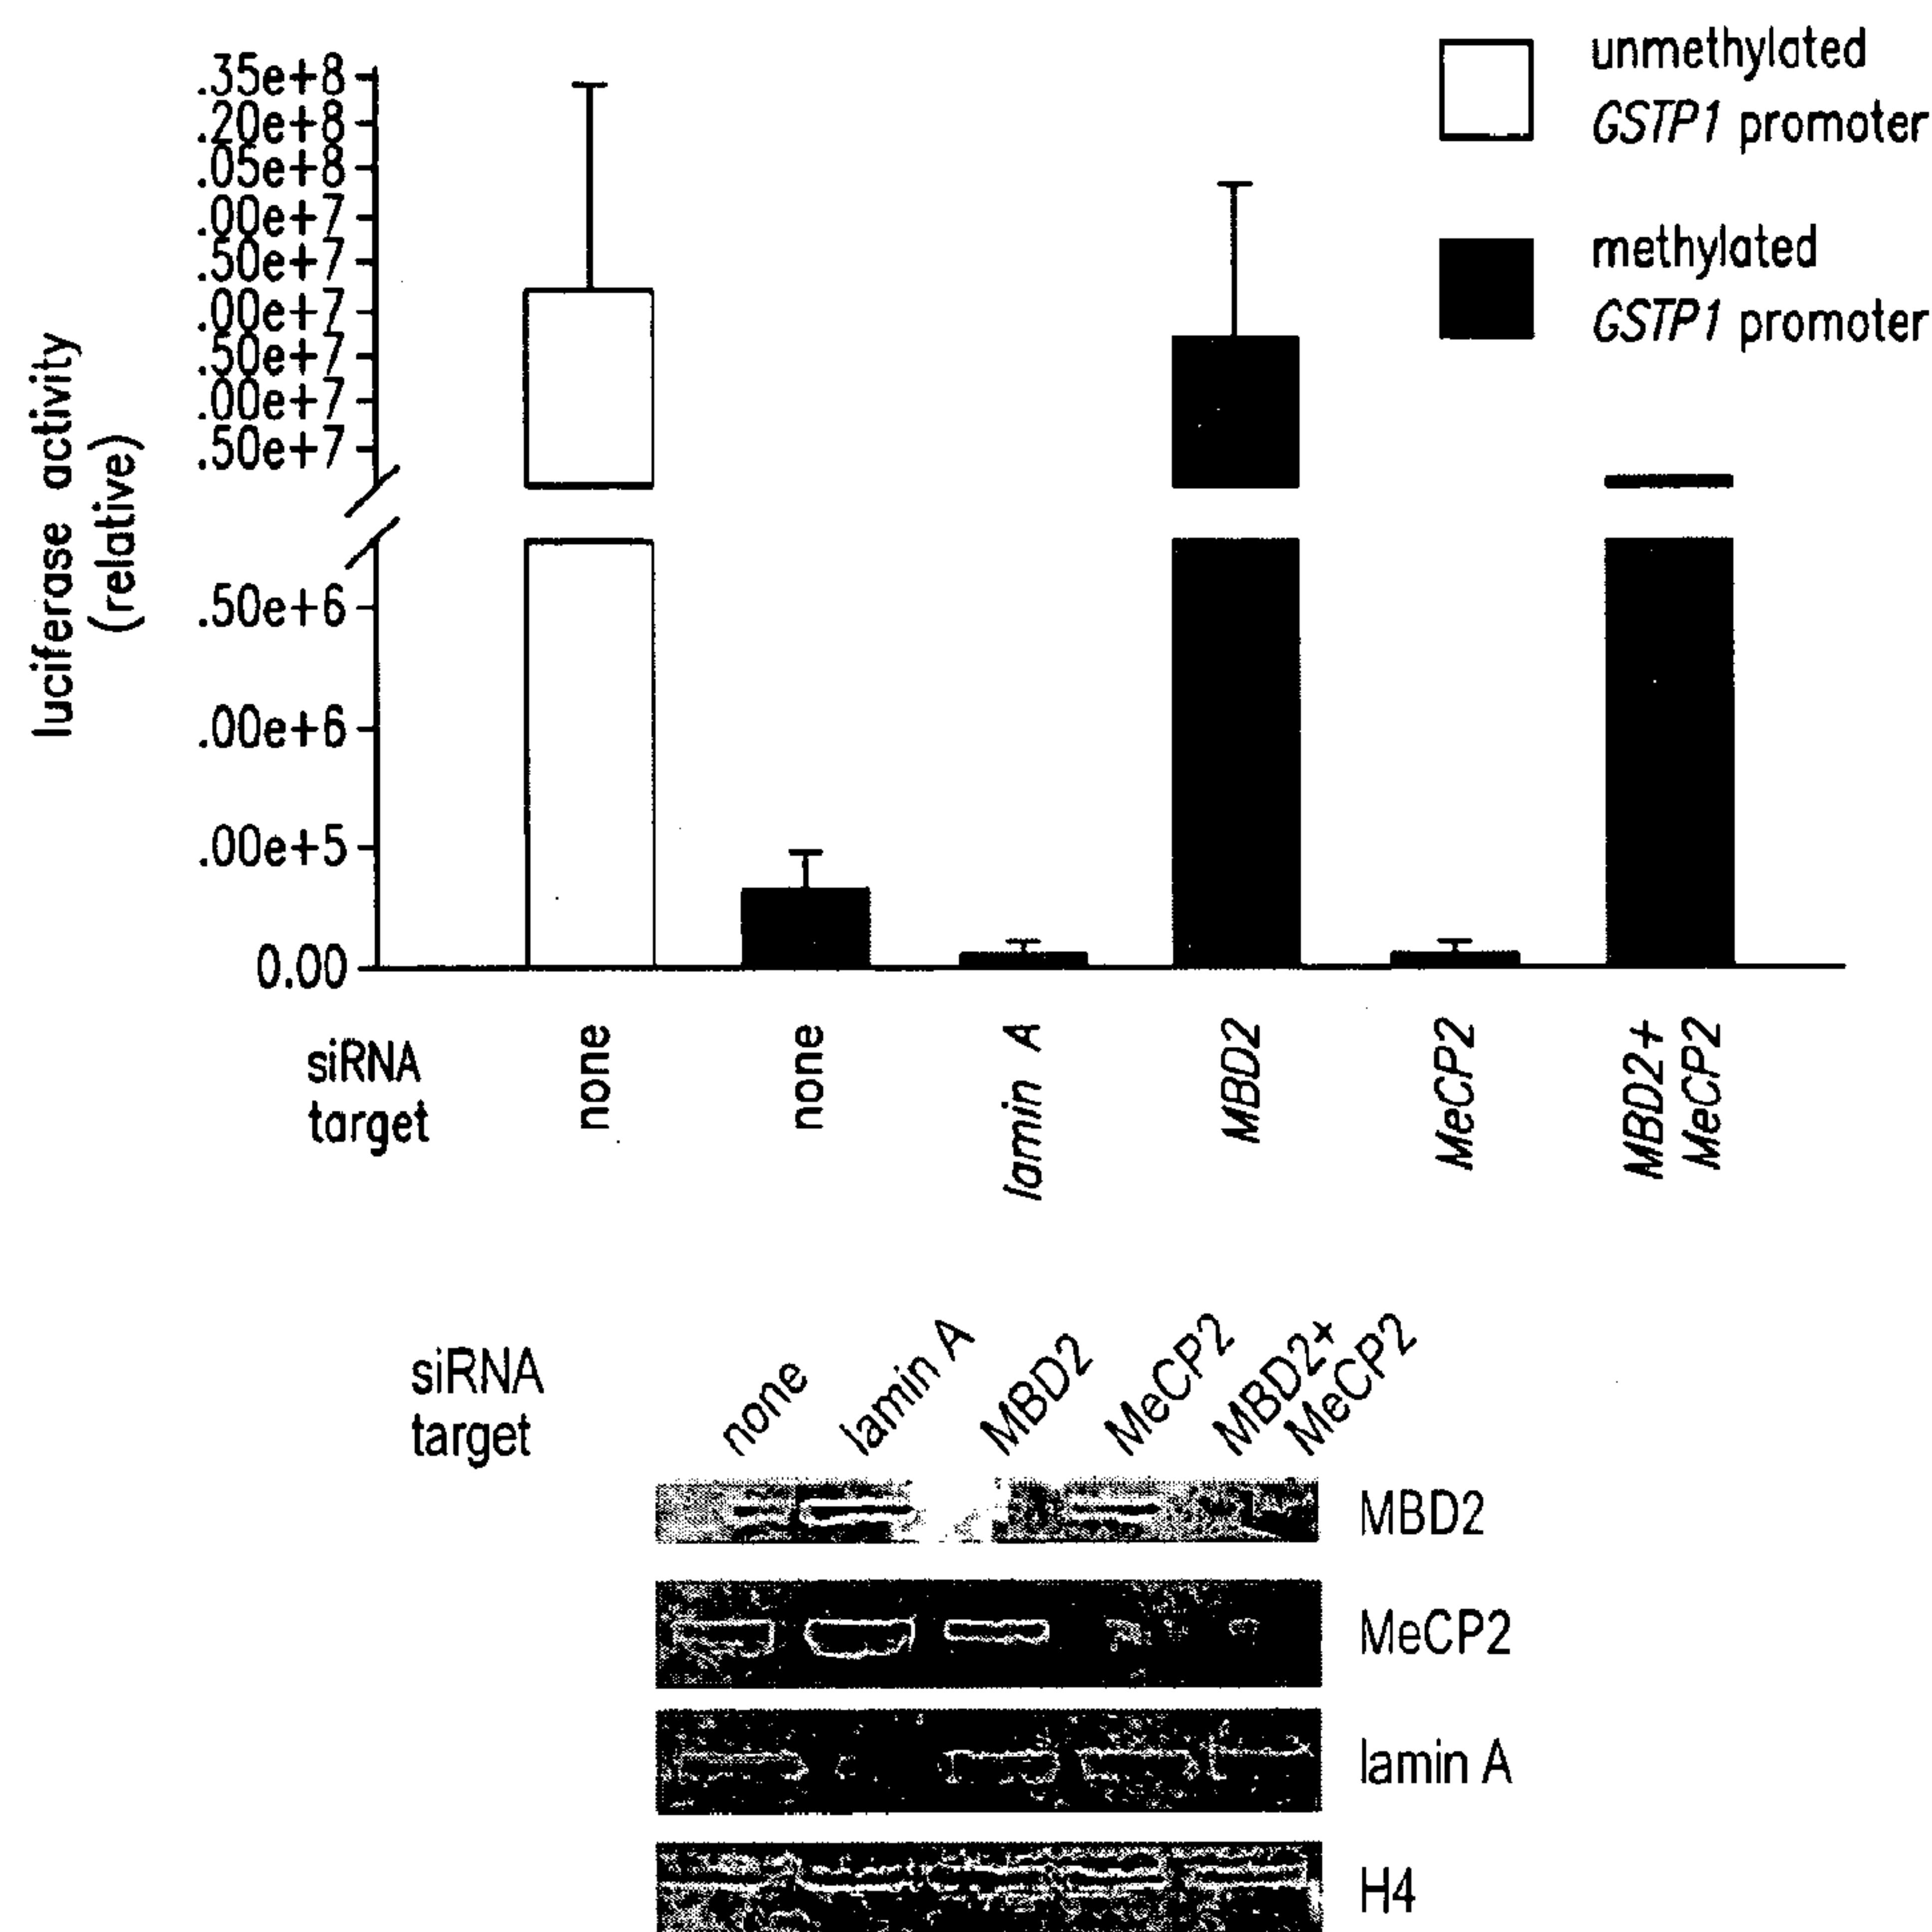 unmethylated
GSTP1 promoter
methylated
GSTP1 promoter
luciferase activity
(relative)
.35e+8
.20e+8
.05e+8
.00e+7
.50e+7
.00e+7
.50e+7
.00e+7
.50e+7
.50e+6
.00e+6
.00e+5
0.00
siRNA
target
none
none
lamin A
MBD2
MeCP2
MBD2+
MeCP2
siRNA
target
none
lamin A
MBD2
MeCP2
MBD2+
MeCP2
MBD2
MeCP2
lamin A
H4